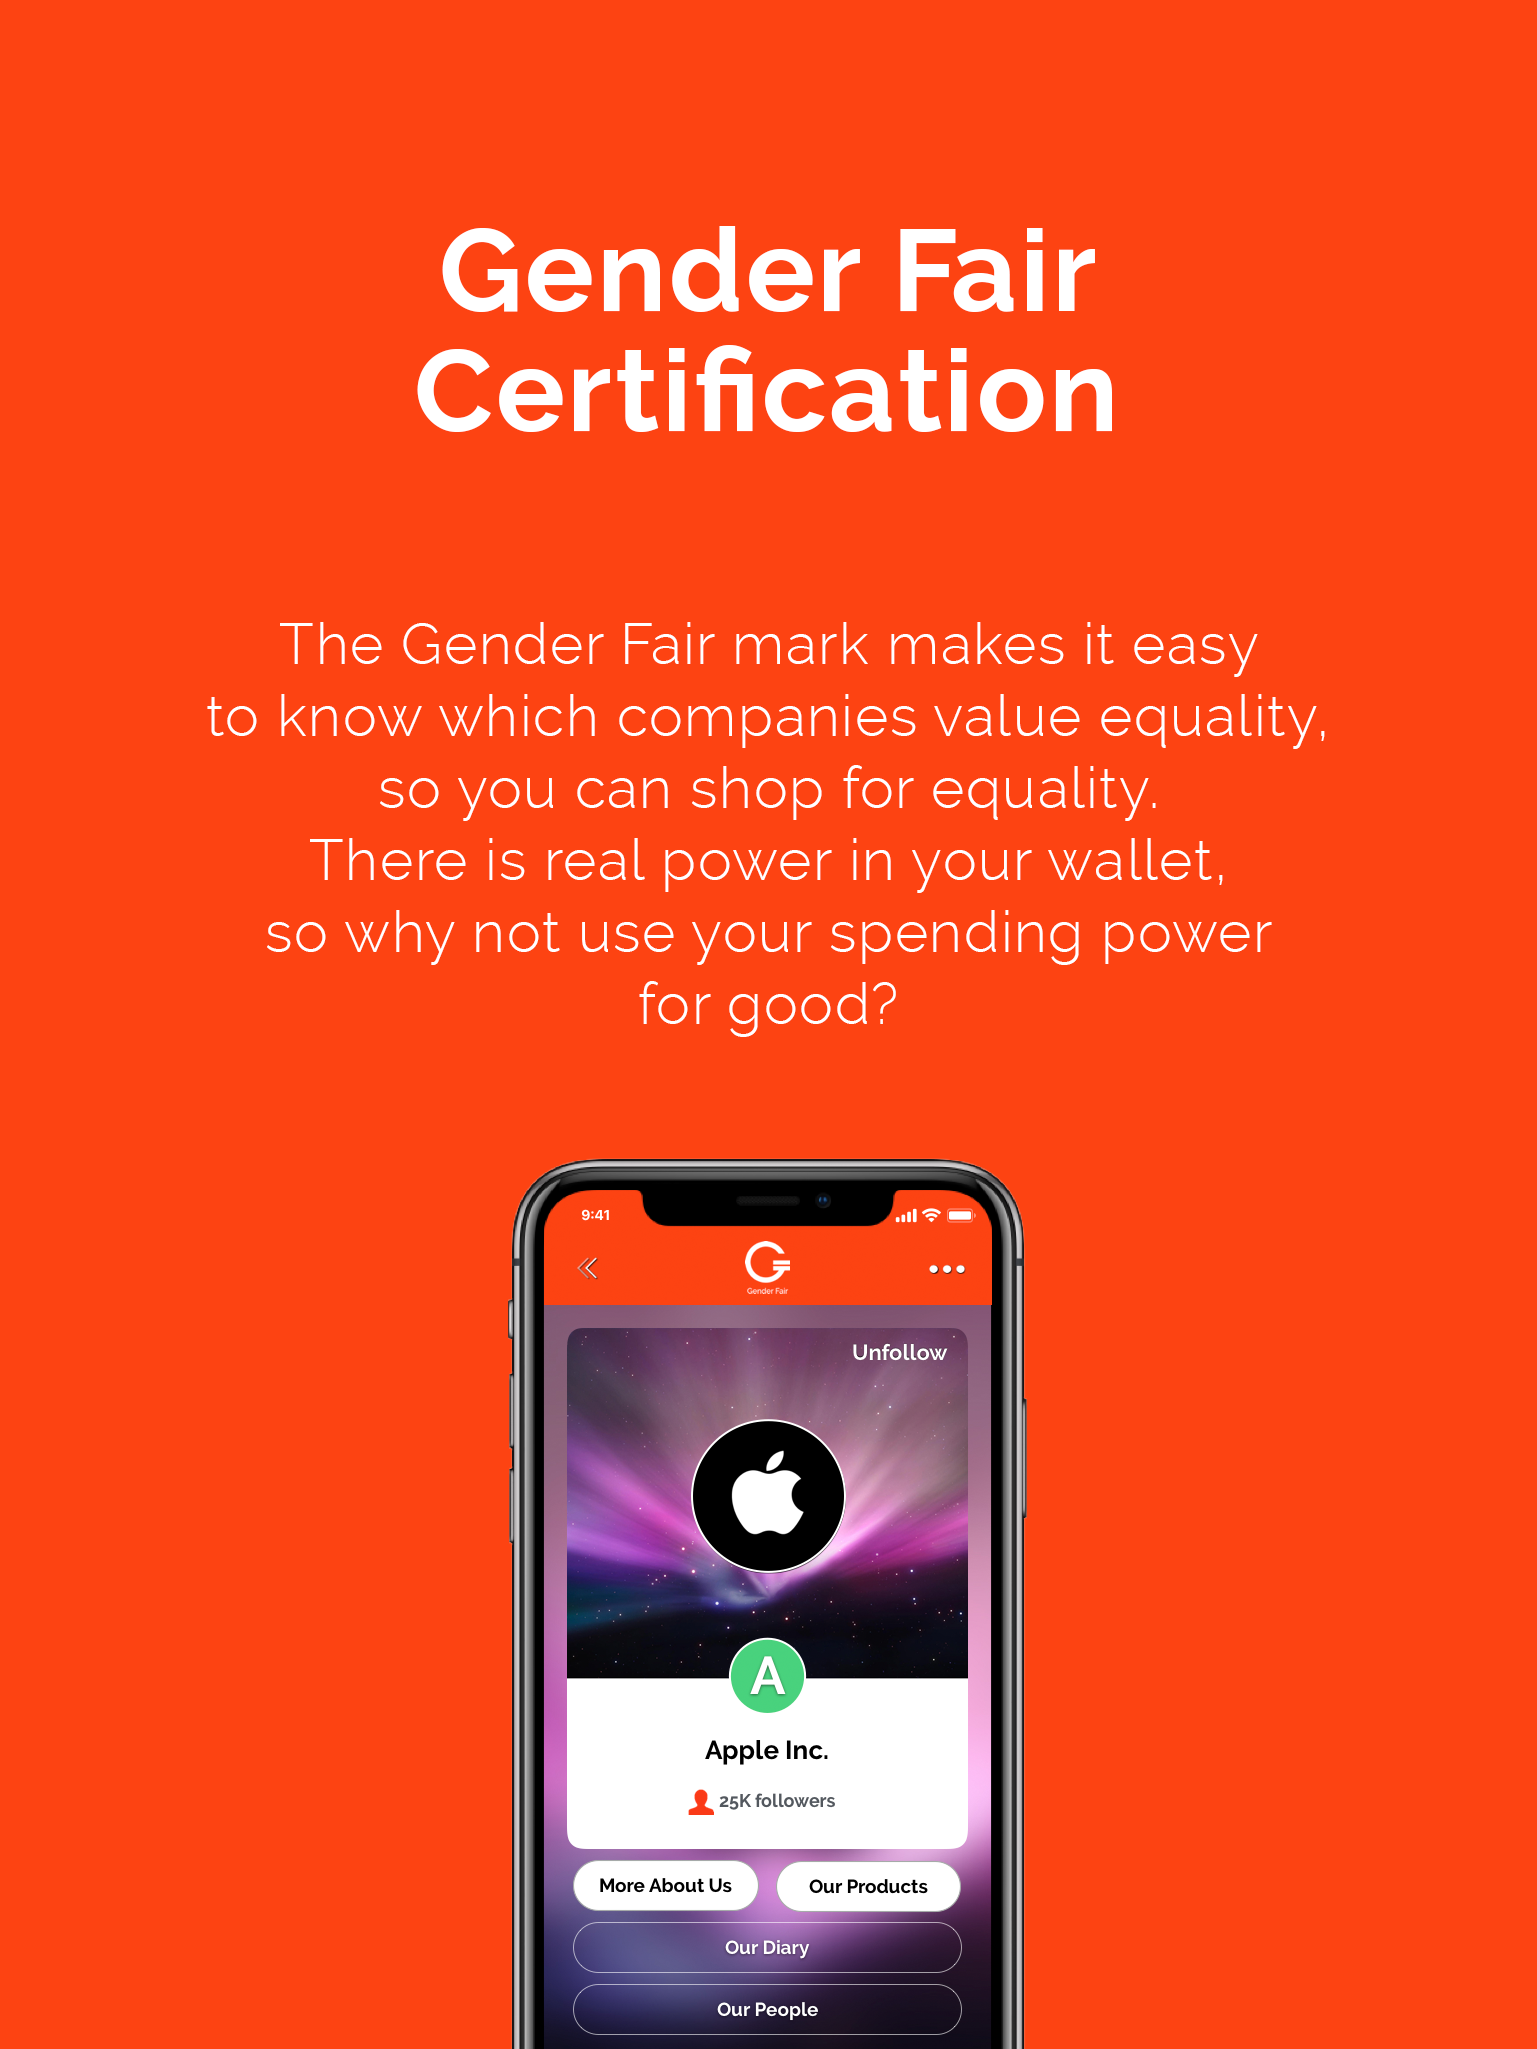 Gender Fair
Certification
The Gender Fair mark makes it easy
to know which companies value equality,
so you can shop for equality.
There is real power in your wallet,
so why not use your spending power
for good?
9:41
Gender Fair
Unfollow
A
Apple Inc.
25K followers
More About Us
Our Products
Our Diary
Our People